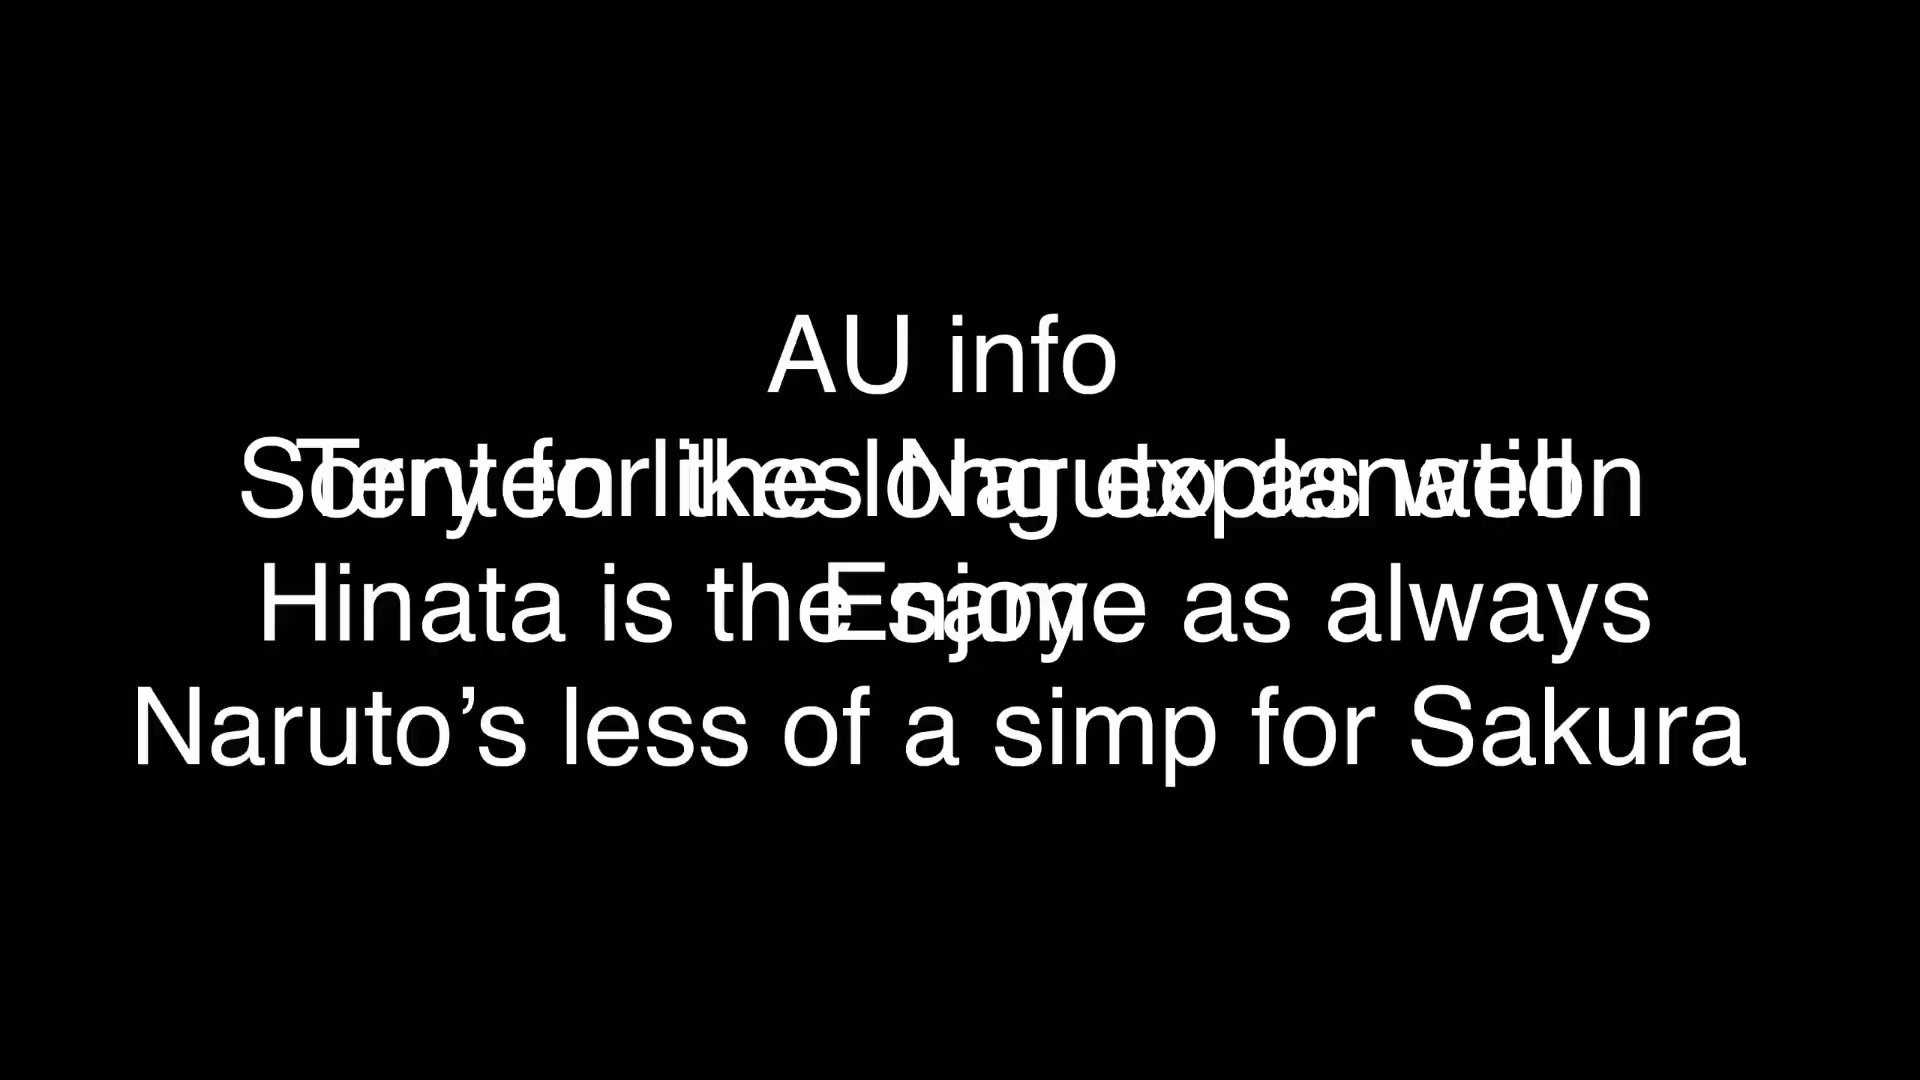 AU info
Tenten likes Naruto as well
Hinata is the same as always
Naruto’s less of a simp for Sakura
Sorry for the long explanation
Enjoy